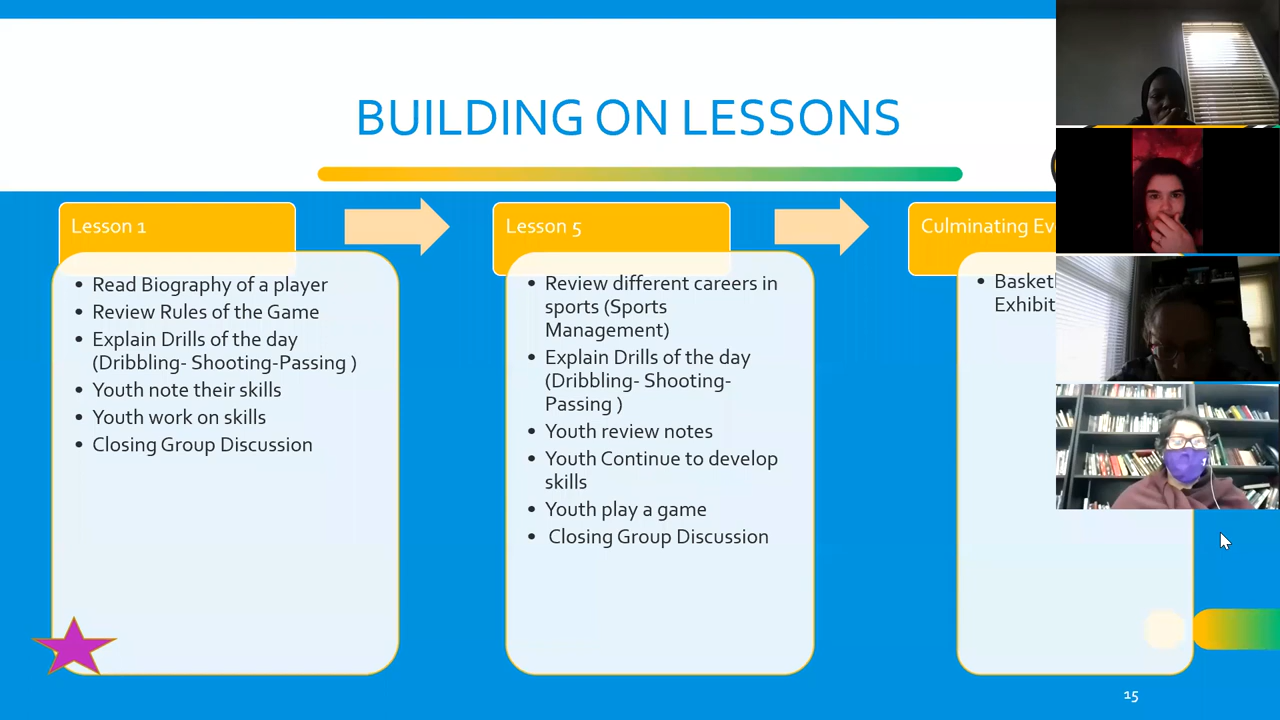 BUILDING ON LESSONS
Lesson 1
• Read Biography of a player
• Review Rules of the Game
• Explain Drills of the day
(Dribbling- Shooting-Passing )
• Youth note their skills
• Youth work on skills
• Closing Group Discussion
Lesson 5
• Review different careers in
sports (Sports
Management)
• Explain Drills of the day
(Dribbling- Shooting-
Passing )
• Youth review notes
• Youth Continue to develop
skills
• Youth play a game
• Closing Group Discussion
Culminating
15